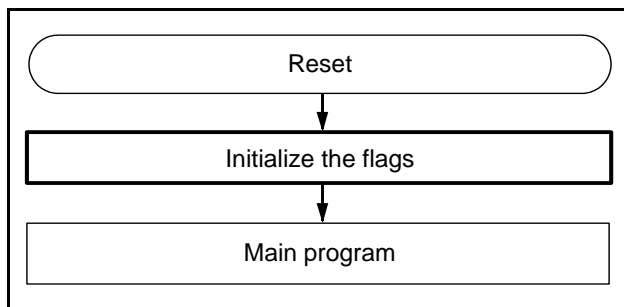 Reset
Initialize the flags
Main program